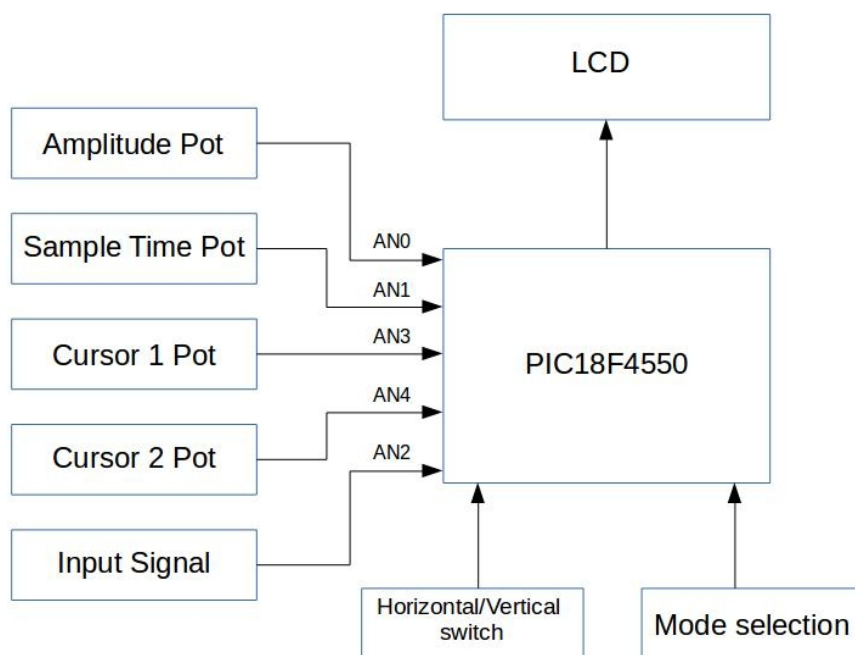 LCD
Amplitude Pot
Sample Time Pot
AN0
AN1
Cursor 1 Pot
AN3
PIC18F4550
AN4
Cursor 2 Pot
AN2
Input Signal
Horizontal/Vertical
switch
Mode selection